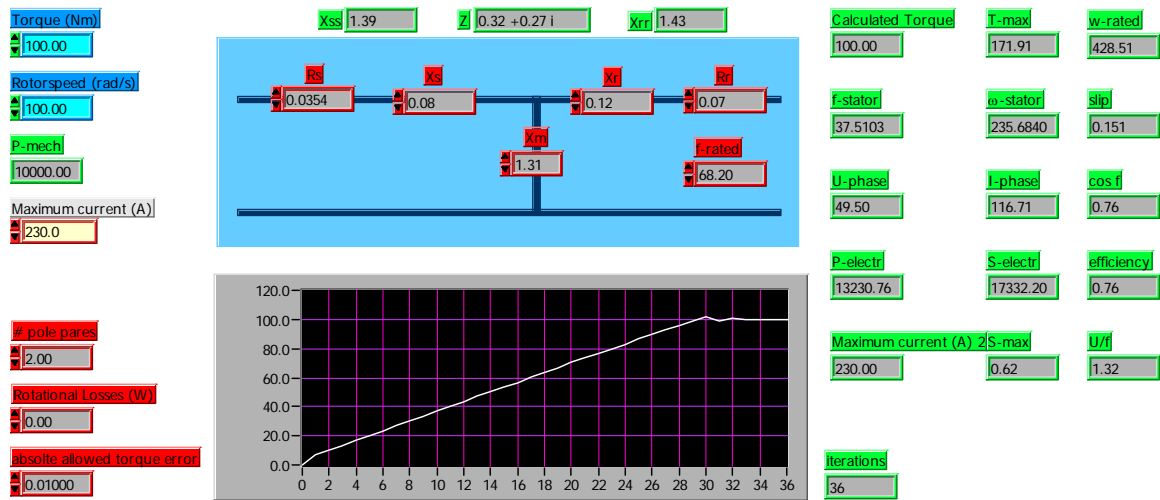 Torque (Nm)
100.00
Rotorspeed (rad/s)
100.00
P-mech
10000.00
Maximum current (A)
230.0
# pole pares
2.00
Rotational Losses (W)
0.00
absolte allowed torque error
0.01000
Xss 1.39
Z 0.32 +0.27 i
Xrr 1.43
Rs
0.0354
Xs
0.08
Xr
0.12
Rr
0.07
Xm
1.31
f-rated
68.20
120.0
100.0
80.0
60.0
40.0
20.0
0.0
0 2 4 6 8 10 12 14 16 18 20 22 24 26 28 30 32 34 36
Calculated Torque
100.00
T-max
171.91
w-rated
428.51
f-stator
37.5103
ω-stator
235.6840
slip
0.151
U-phase
49.50
I-phase
116.71
cos f
0.76
P-electr
13230.76
S-electr
17332.20
efficiency
0.76
Maximum current (A) 2
230.00
S-max
0.62
U/f
1.32
iterations
36